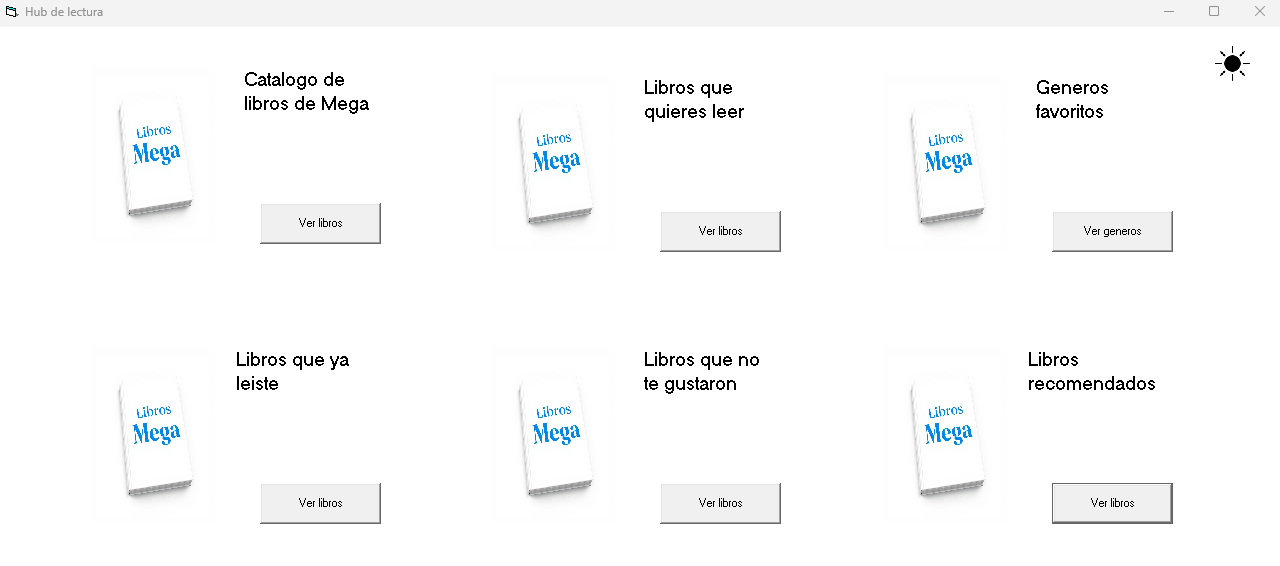 Hub de lectura
Catalogo de
libros de Mega
Libros
Mega
Ver libros
Libros que
quieres leer
Libros
Mega
Ver libros
Generos
favoritos
Libros
Mega
Ver generos
Libros que ya
leiste
Libros
Mega
Ver libros
Libros que no
te gustaron
Libros
Mega
Ver libros
Libros
recomendados
Libros
Mega
Ver libros